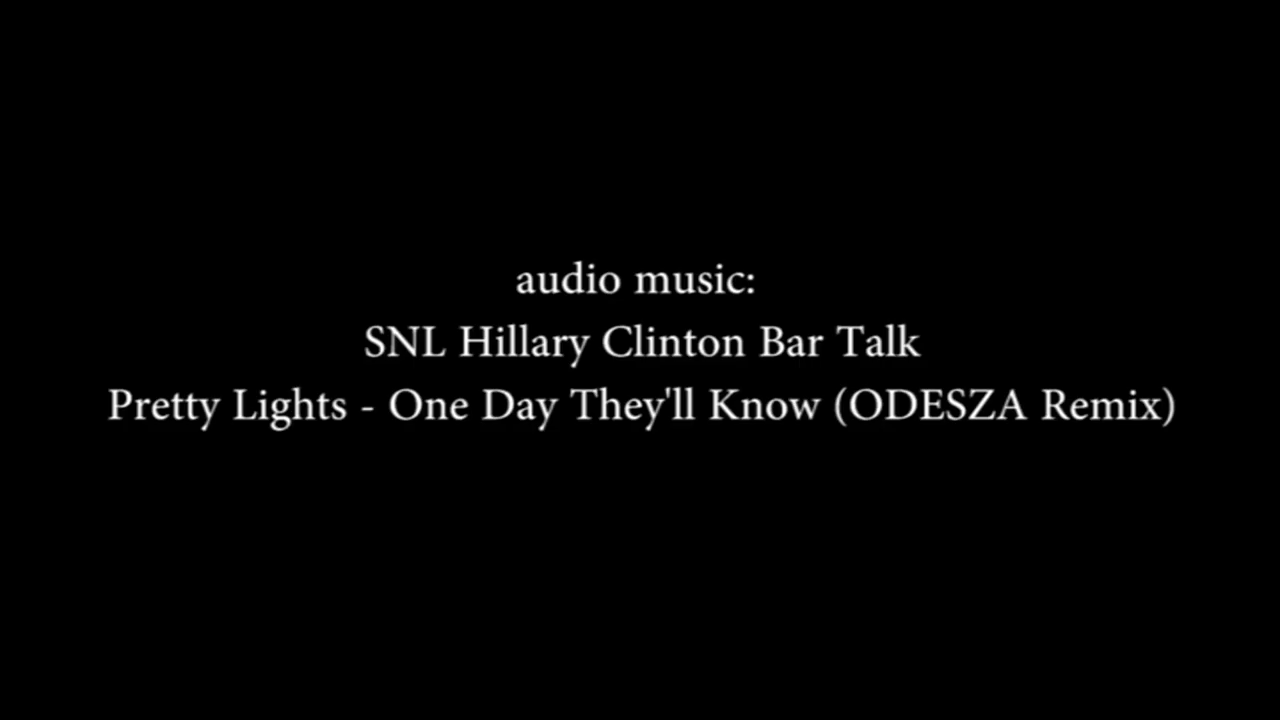 audio music:
SNL Hillary Clinton Bar Talk
Pretty Lights - One Day They'll Know (ODESZA Remix)